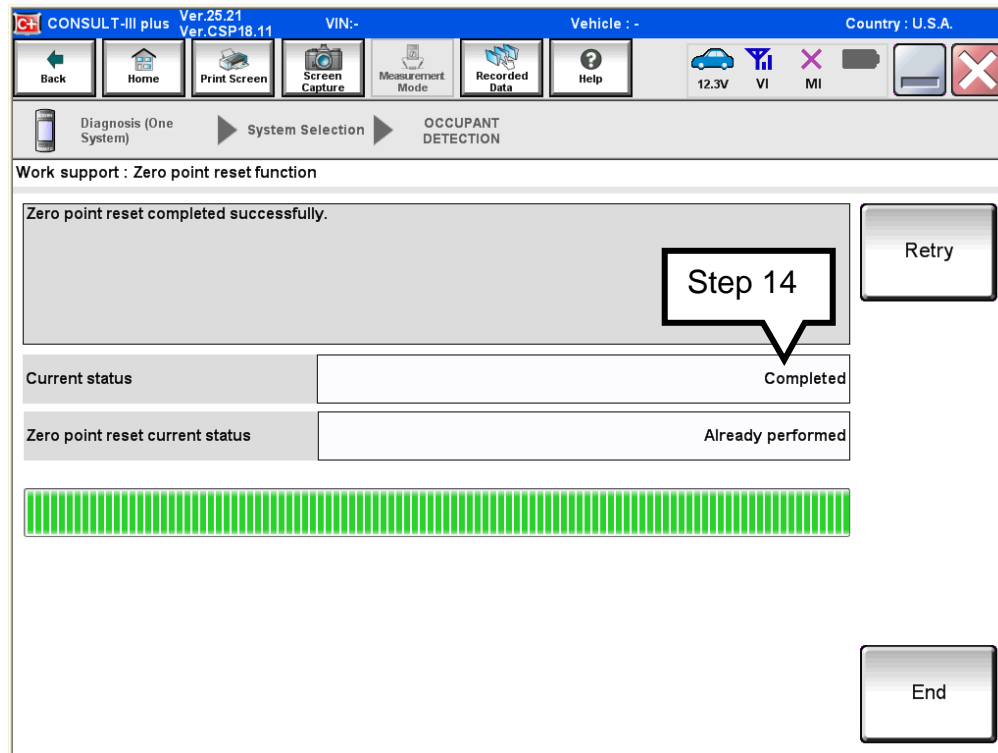 C+ CONSULT-III plus Ver.25.21 VIN:- Vehicle : - Country : U.S.A.
Ver.CSP18.11
Back Home Print Screen Screen Capture Measurement Mode Recorded Data Help 12.3V VI MI
Diagnosis (One System) System Selection OCCUPANT DETECTION
Work support : Zero point reset function
Zero point reset completed successfully.
Retry
Step 14
Current status Completed
Zero point reset current status Already performed
End